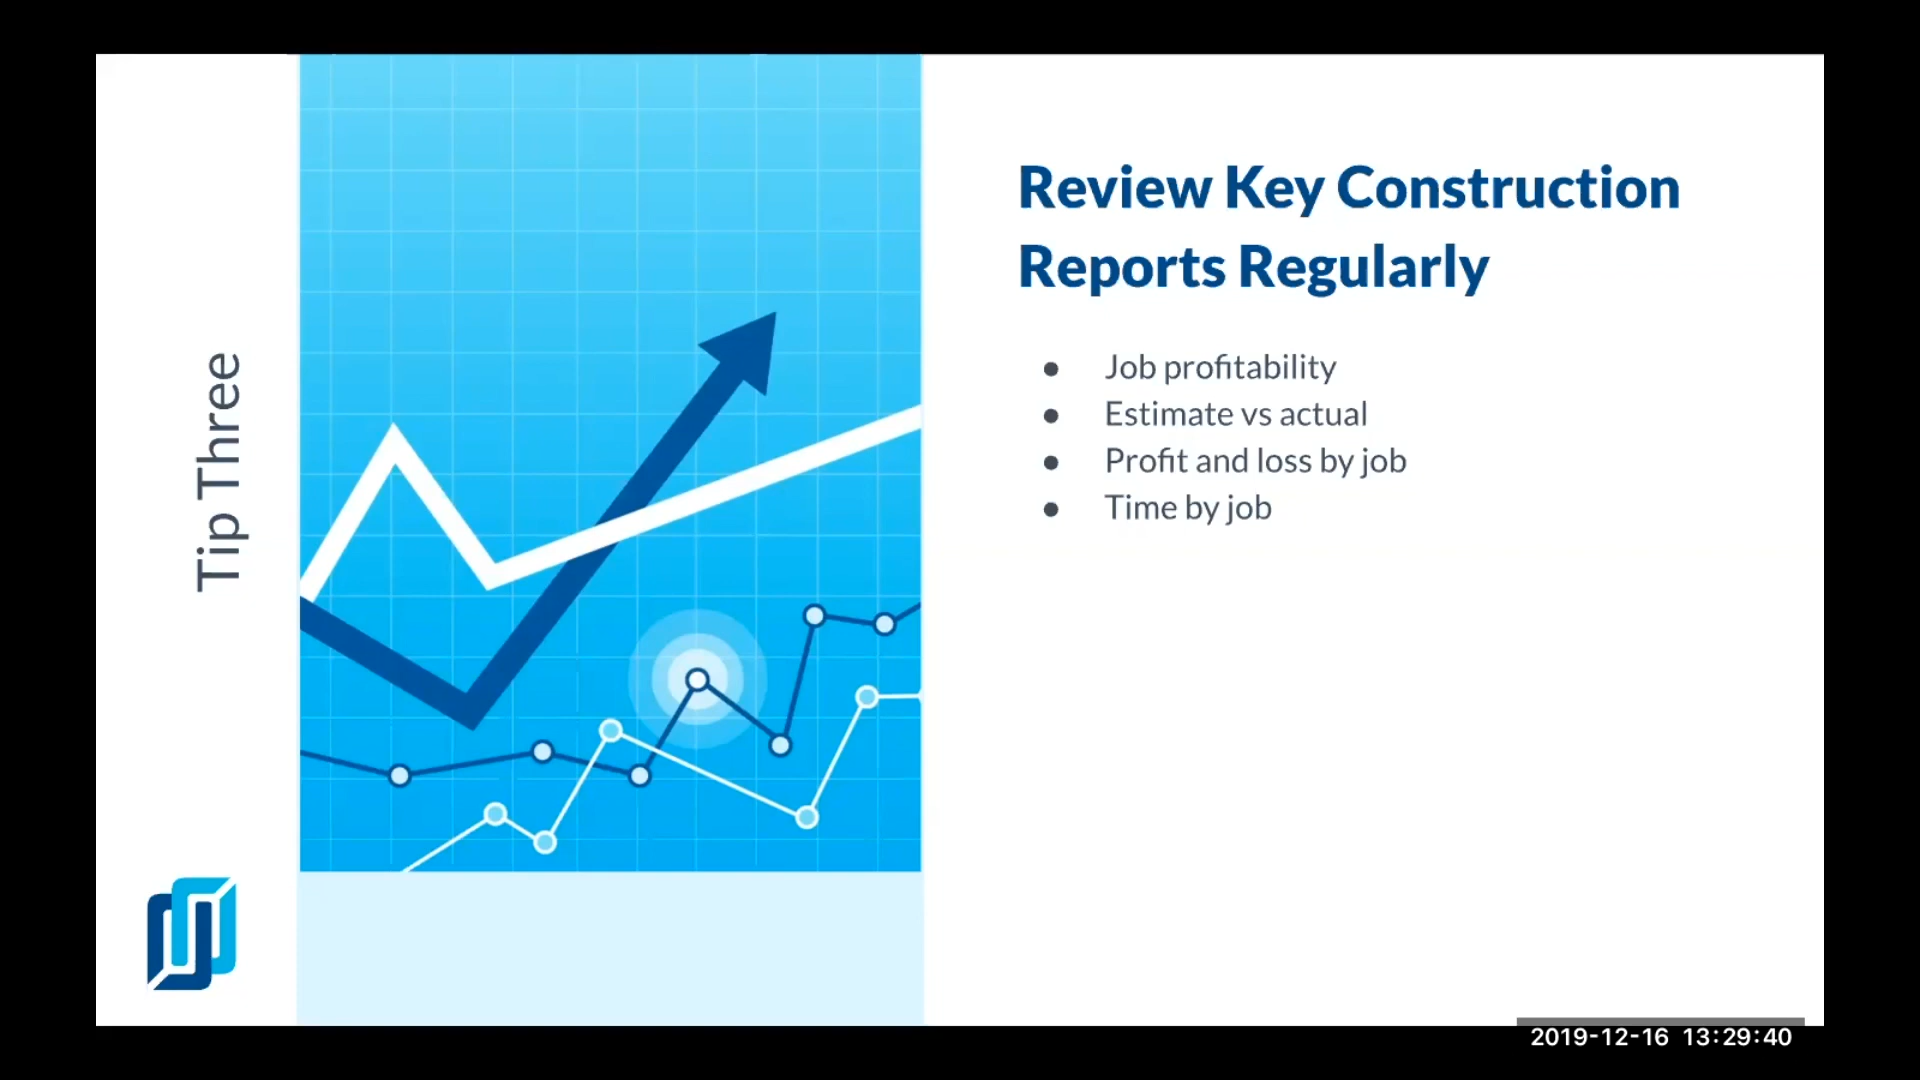 Tip Three
Review Key Construction
Reports Regularly
● Job profitability
● Estimate vs actual
● Profit and loss by job
● Time by job
2019-12-16 13:29:40